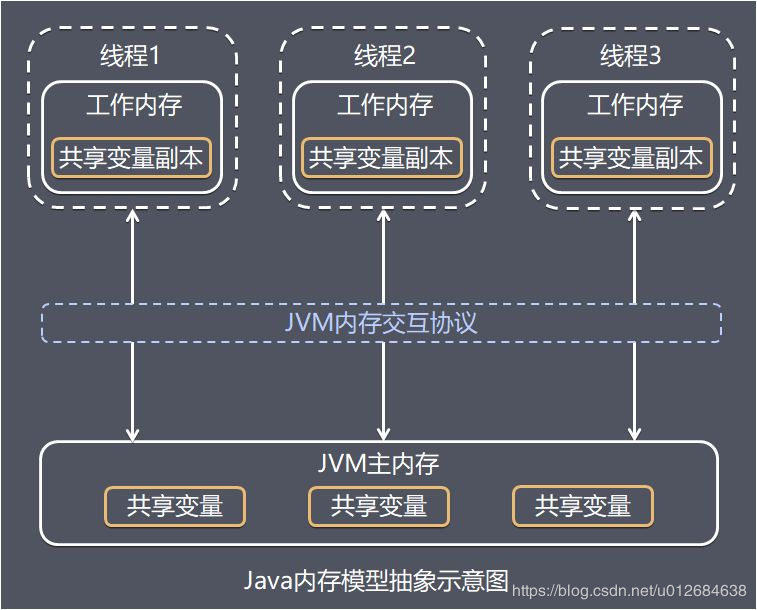 线程1 线程2 线程3
工作内存 工作内存 工作内存
共享变量副本 共享变量副本 共享变量副本
JVM内存交互协议
JVM主内存
共享变量 共享变量 共享变量
Java内存模型抽象示意图
https://blog.csdn.net/u012684638